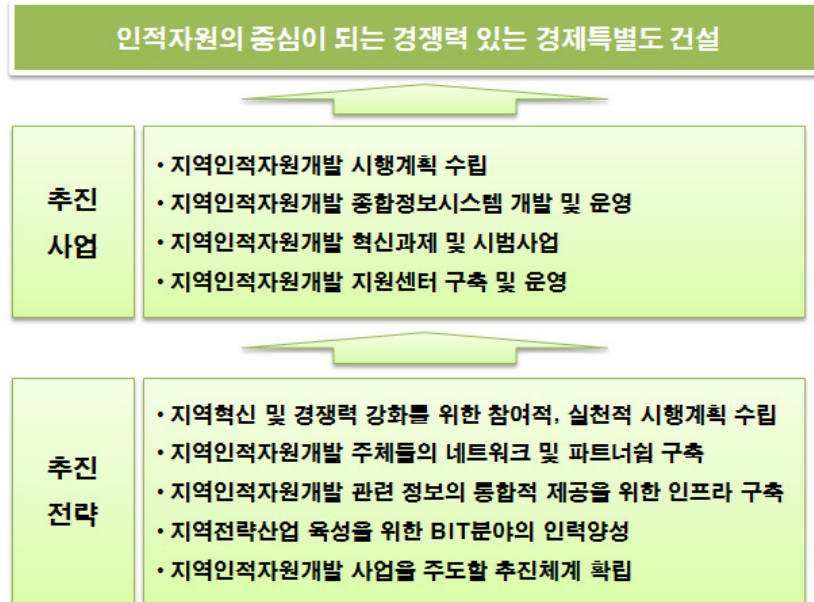 인적자원의 중심이 되는 경쟁력 있는 경제특별도 건설
추진
사업
• 지역인적자원개발 시행계획 수립
• 지역인적자원개발 종합정보시스템 개발 및 운영
• 지역인적자원개발 혁신과제 및 시범사업
• 지역인적자원개발 지원센터 구축 및 운영
추진
전략
• 지역혁신 및 경쟁력 강화를 위한 참여적, 실천적 시행계획 수립
• 지역인적자원개발 주체들의 네트워크 및 파트너쉽 구축
• 지역인적자원개발 관련 정보의 통합적 제공을 위한 인프라 구축
• 지역전략산업 육성을 위한 BIT분야의 인력양성
• 지역인적자원개발 사업을 주도할 추진체계 확립